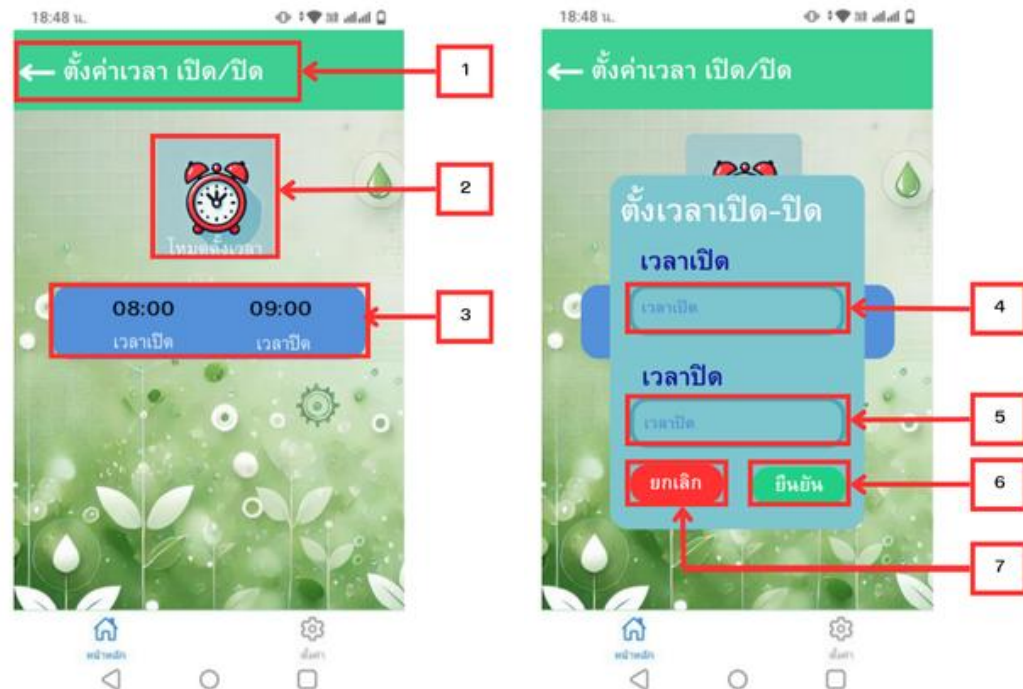 18:48 น.
← ตั้งค่าเวลา เปิด/ปิด
1
2
โหมดตั้งเวลา
08:00 09:00
เวลาเปิด เวลาปิด
3
หน้าหลัก ตั้งค่า
18:48 น.
← ตั้งค่าเวลา เปิด/ปิด
ตั้งเวลาเปิด-ปิด
เวลาเปิด
เวลาเปิด
4
เวลาปิด
เวลาปิด
5
ยกเลิก ยืนยัน
6
7
หน้าหลัก ตั้งค่า